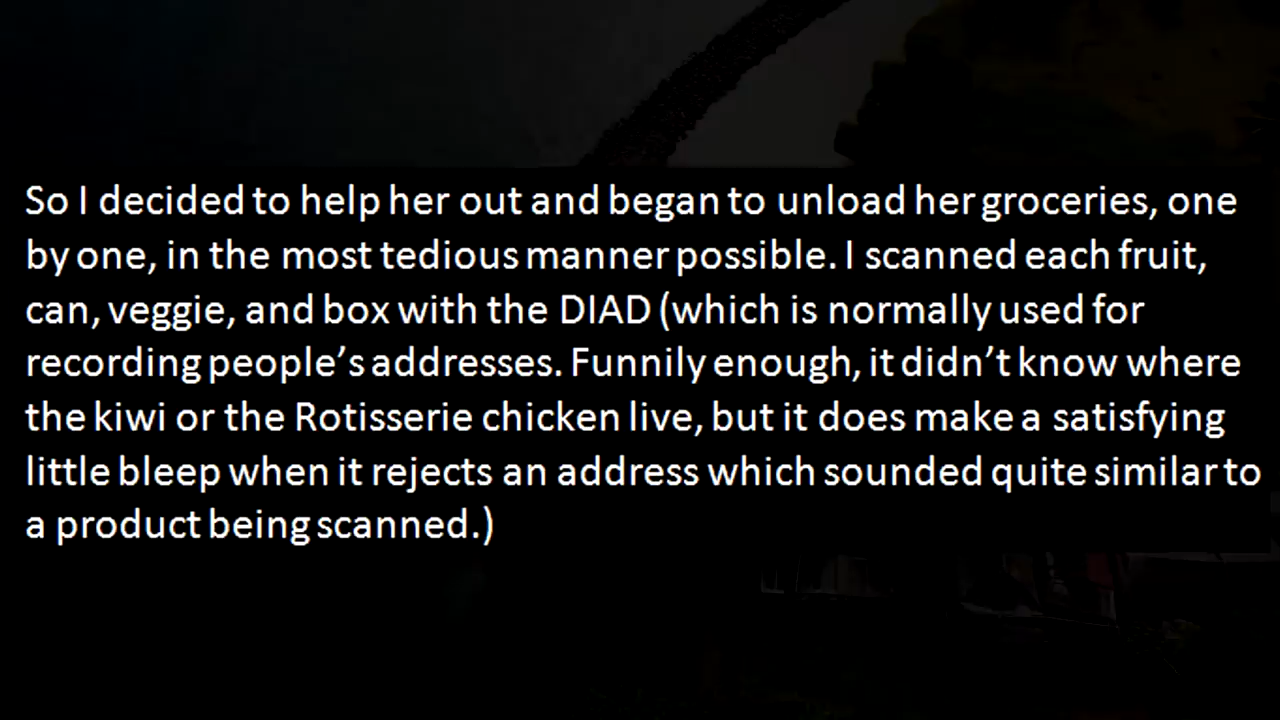 So I decided to help her out and began to unload her groceries, one
by one, in the most tedious manner possible. I scanned each fruit,
can, veggie, and box with the DIAD (which is normally used for
recording people’s addresses. Funnily enough, it didn’t know where
the kiwi or the Rotisserie chicken live, but it does make a satisfying
little bleep when it rejects an address which sounded quite similar to
a product being scanned.)